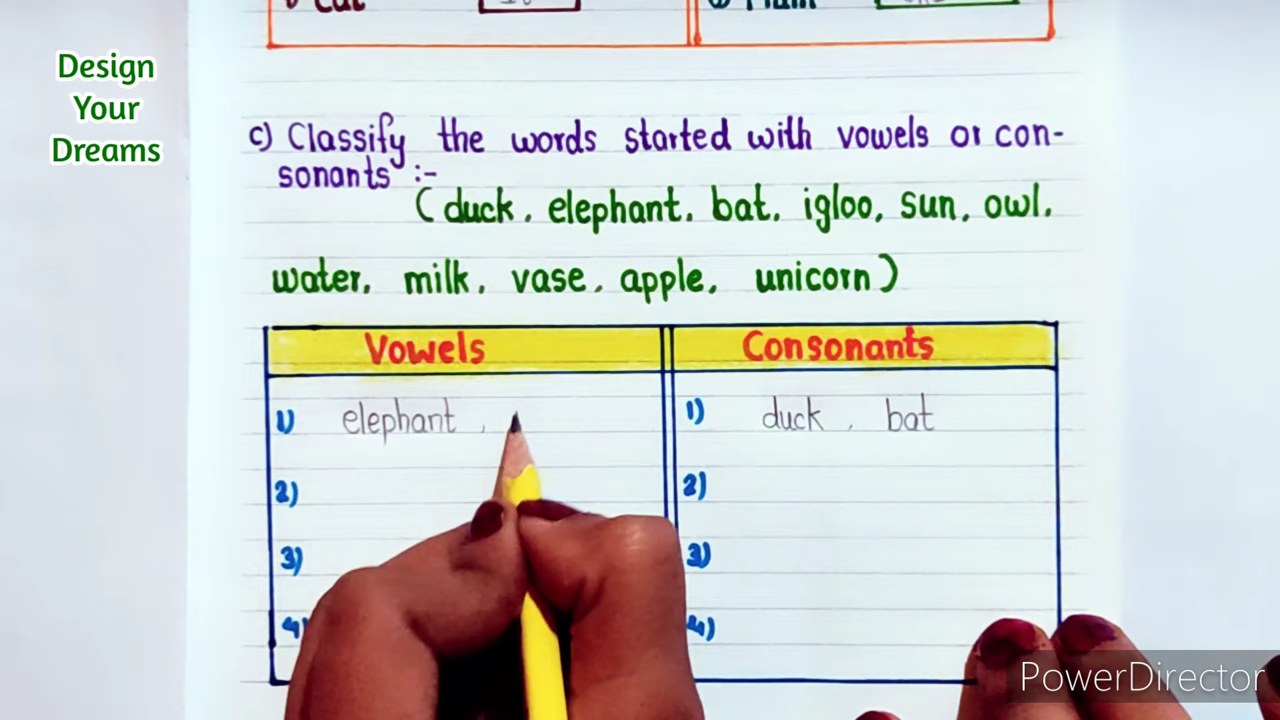 Design
Your
Dreams
c) Classify the words started with vowels or con-
sonants :-
(duck, elephant, bat, igloo, sun, owl,
water, milk, vase, apple, unicorn)
Vowels
Consonants
1) elephant ,
1) duck , bat
2)
2)
3)
3)
4)
4)
PowerDirector